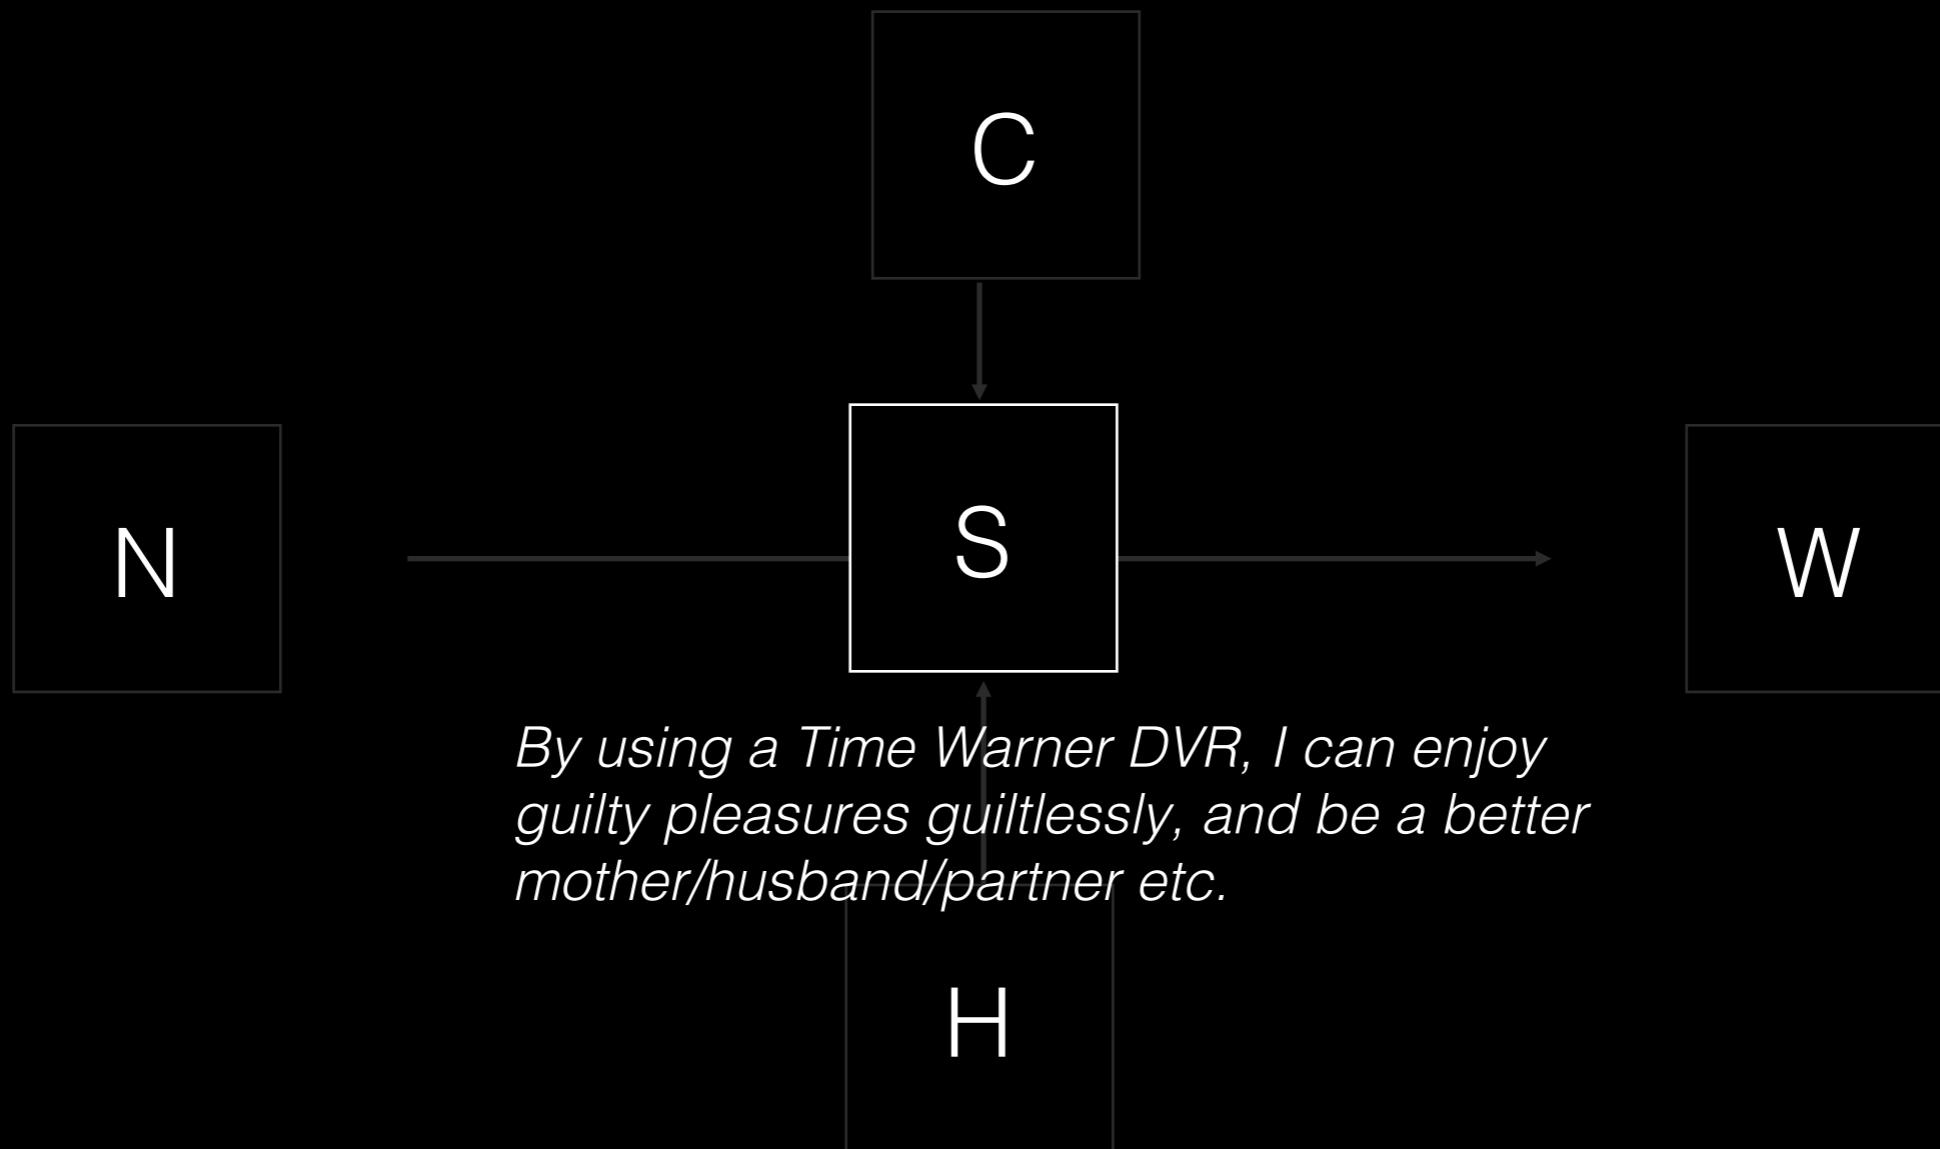 C
N
S
W
By using a Time Warner DVR, I can enjoy
guilty pleasures guiltlessly, and be a better
mother/husband/partner etc.
H